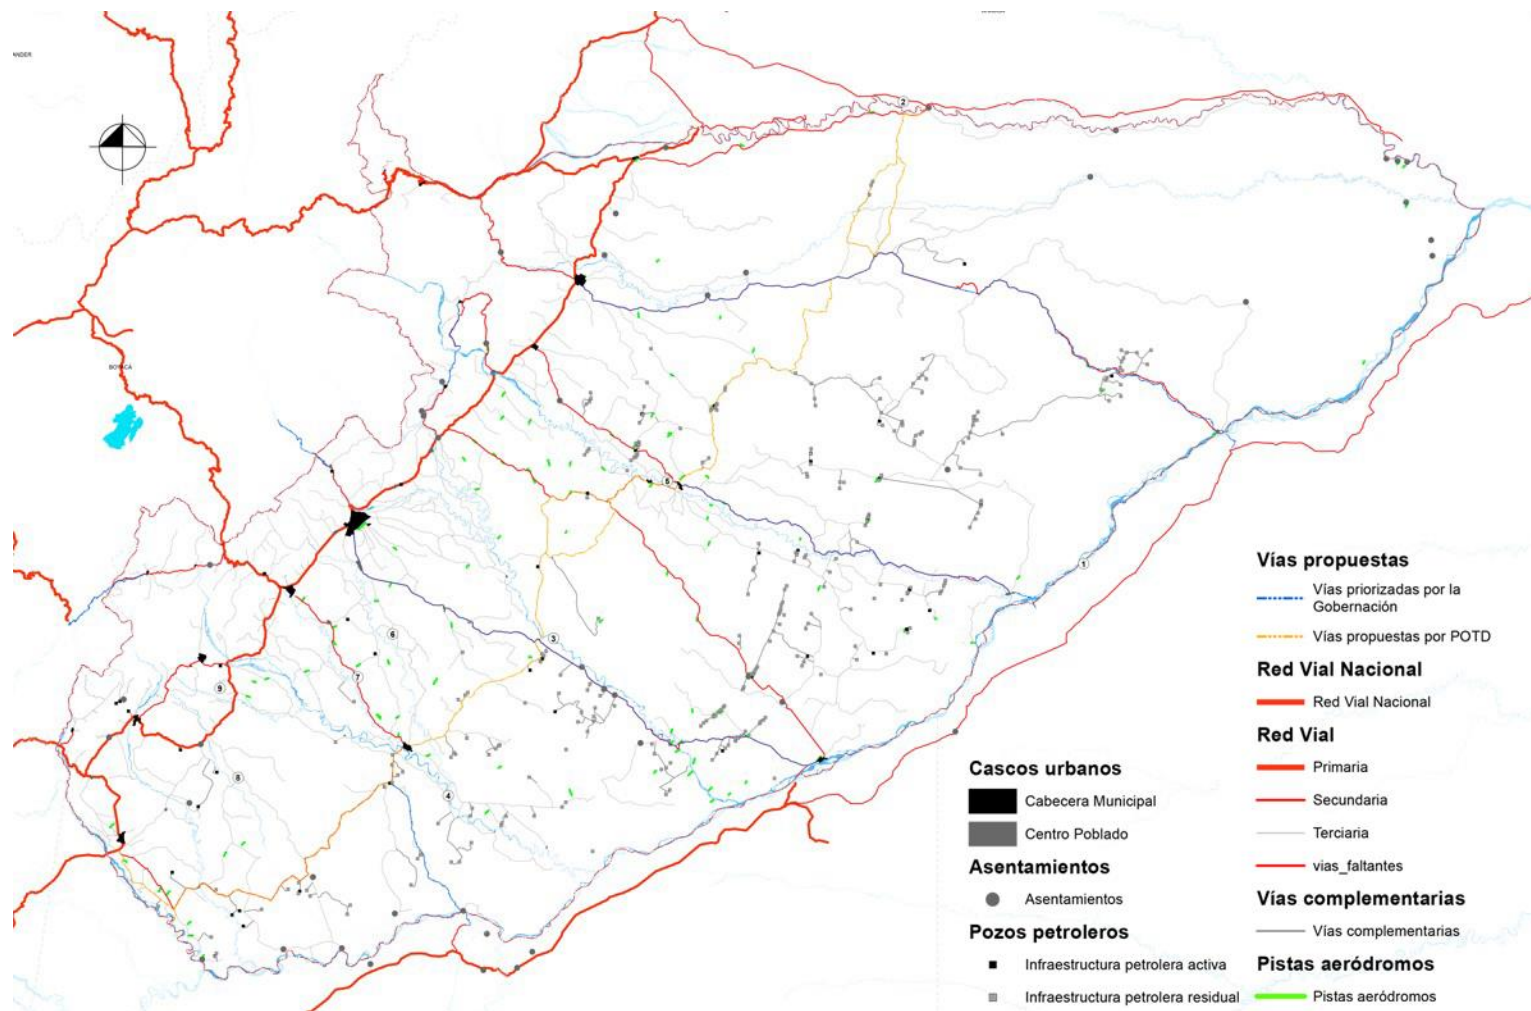 ANDER
BOYACÁ
2
5
1
3
6
7
9
8
4
Cascos urbanos
Cabecera Municipal
Centro Poblado
Asentamientos
Asentamientos
Pozos petroleros
Infraestructura petrolera activa
Infraestructura petrolera residual
Vías propuestas
Vías priorizadas por la
Gobernación
Vías propuestas por POTD
Red Vial Nacional
Red Vial Nacional
Red Vial
Primaria
Secundaria
Terciaria
vias_faltantes
Vías complementarias
Vías complementarias
Pistas aeródromos
Pistas aeródromos